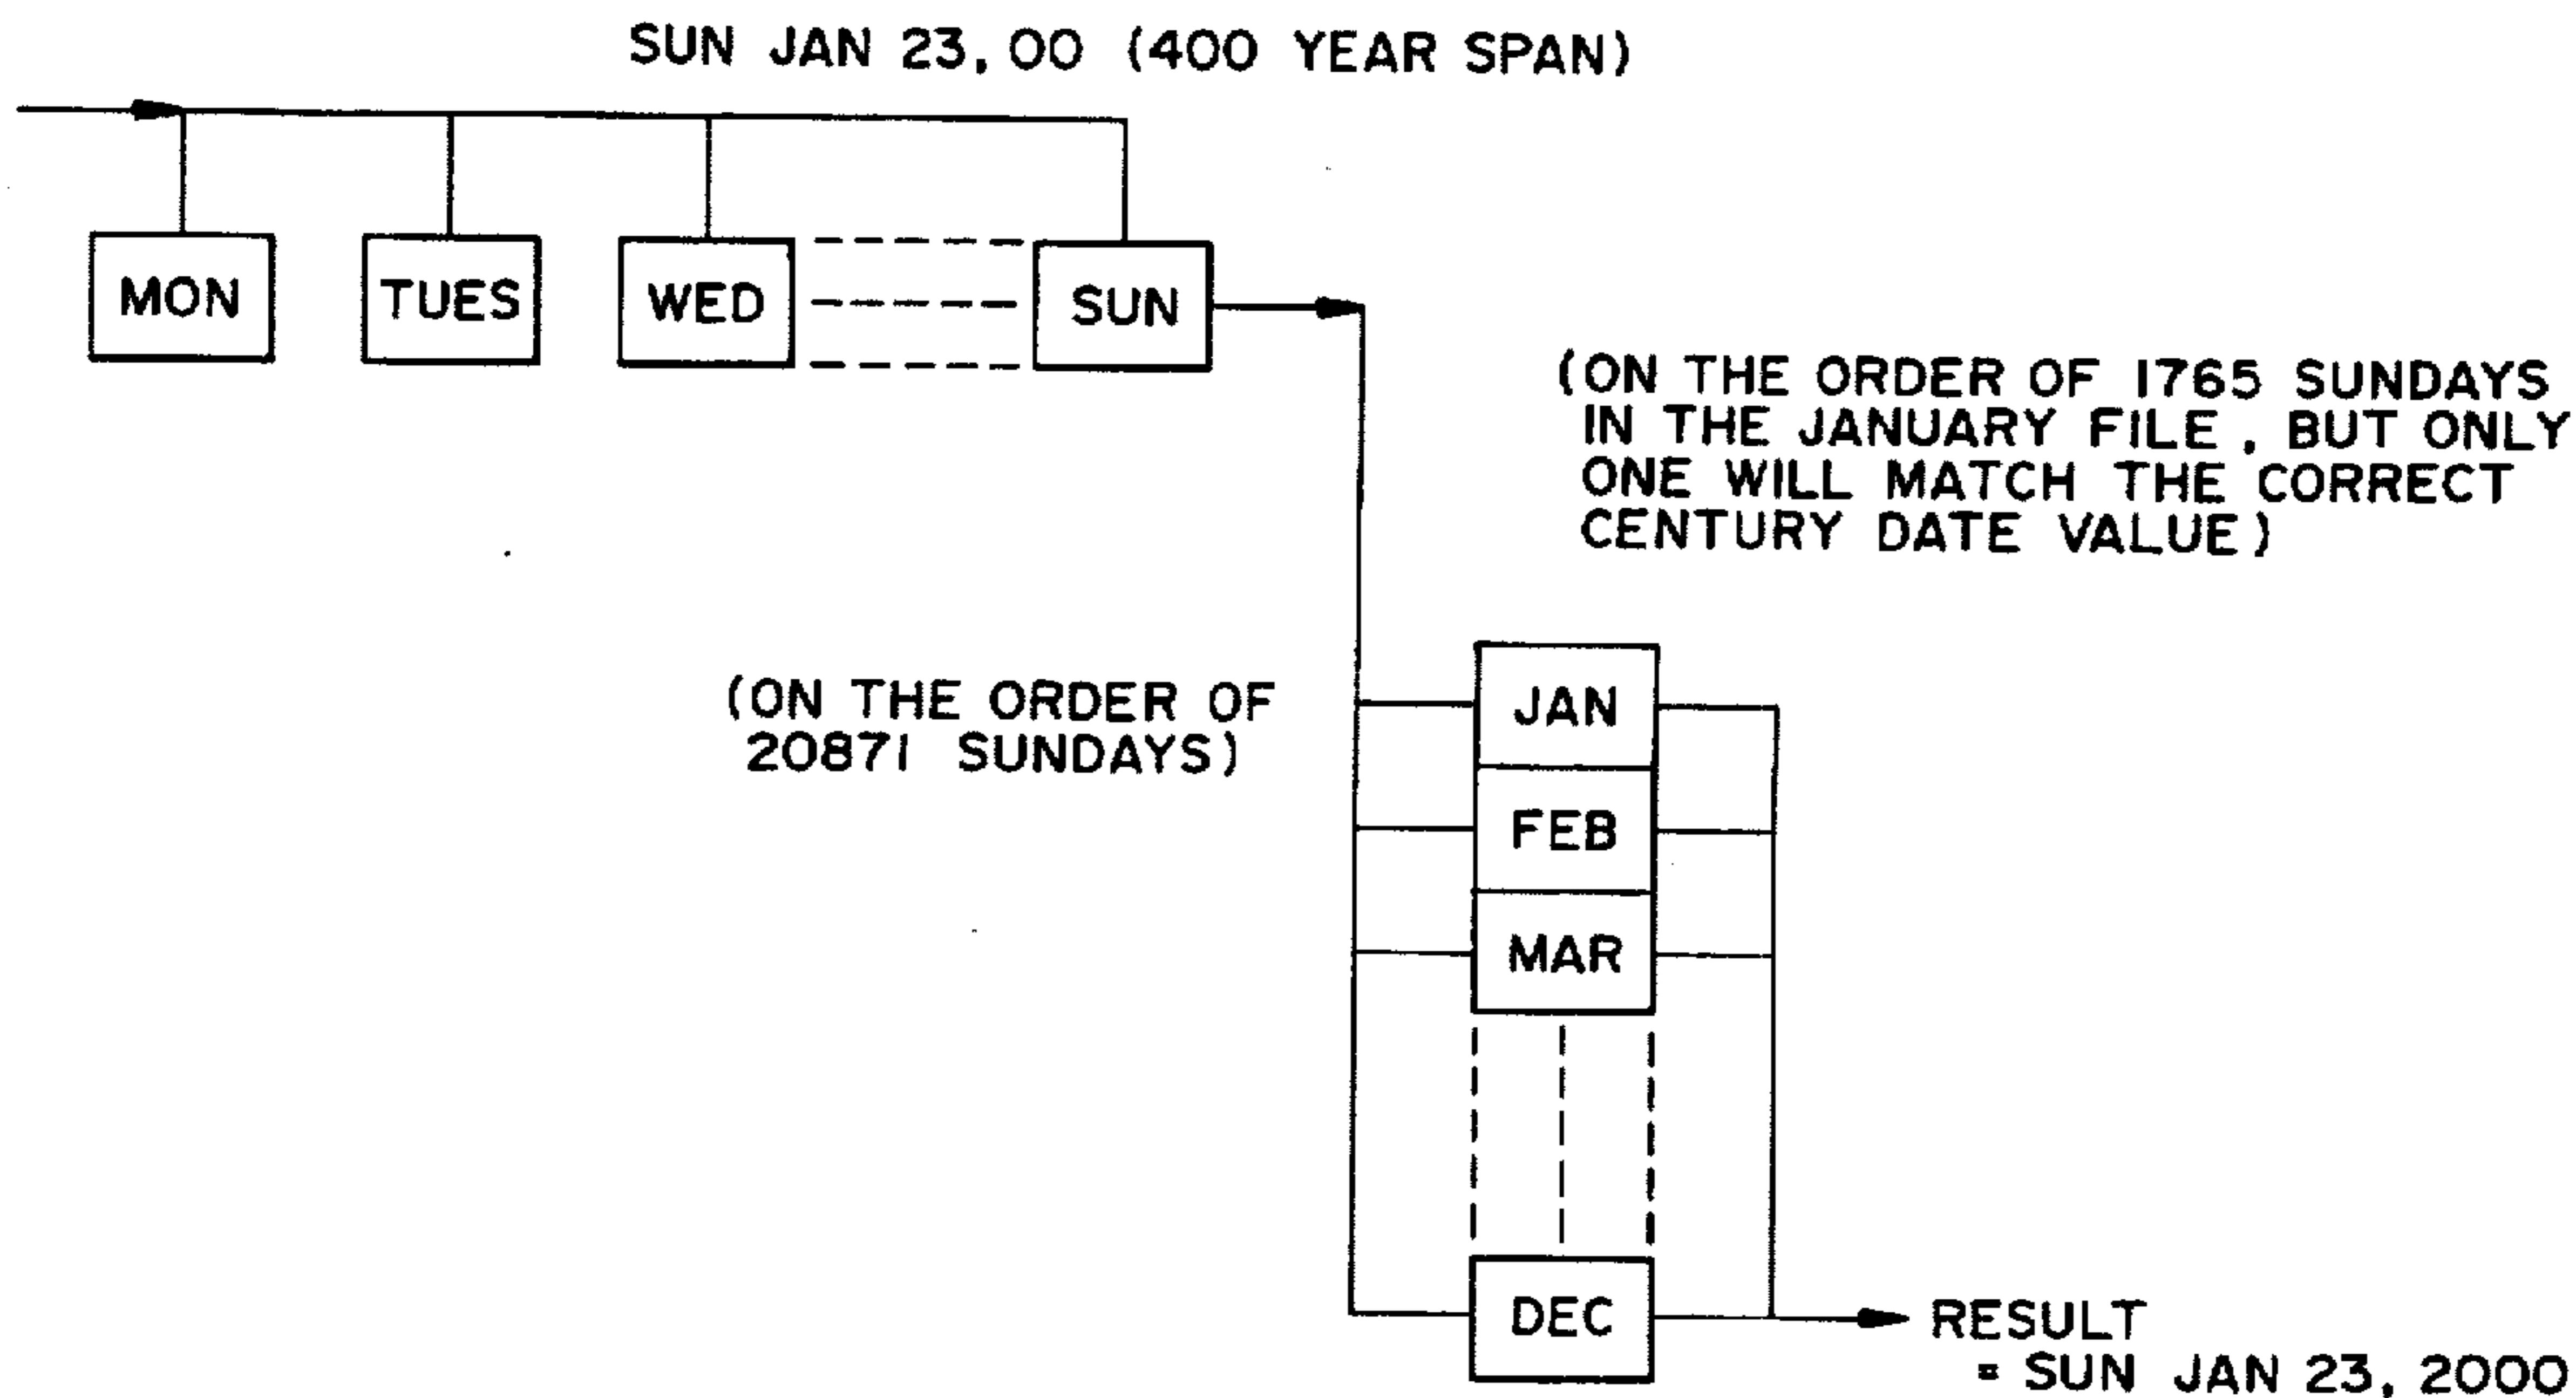 SUN JAN 23, 00 (400 YEAR SPAN)
MON
TUES
WED
SUN
(ON THE ORDER OF 1765 SUNDAYS
IN THE JANUARY FILE, BUT ONLY
ONE WILL MATCH THE CORRECT
CENTURY DATE VALUE)
(ON THE ORDER OF
20871 SUNDAYS)
JAN
FEB
MAR
DEC
RESULT
= SUN JAN 23, 2000